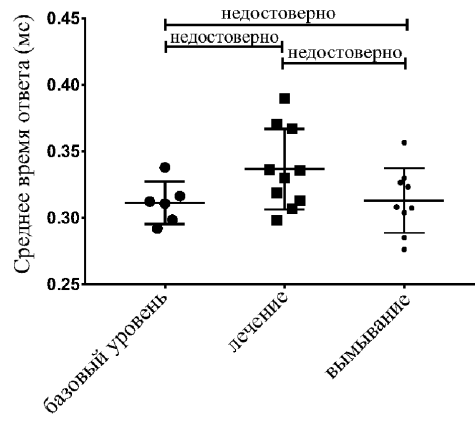 недостоверно
недостоверно
недостоверно
Среднее время ответа (мс)
0.45
0.40
0.35
0.30
0.25
базовый уровень
лечение
вымывание